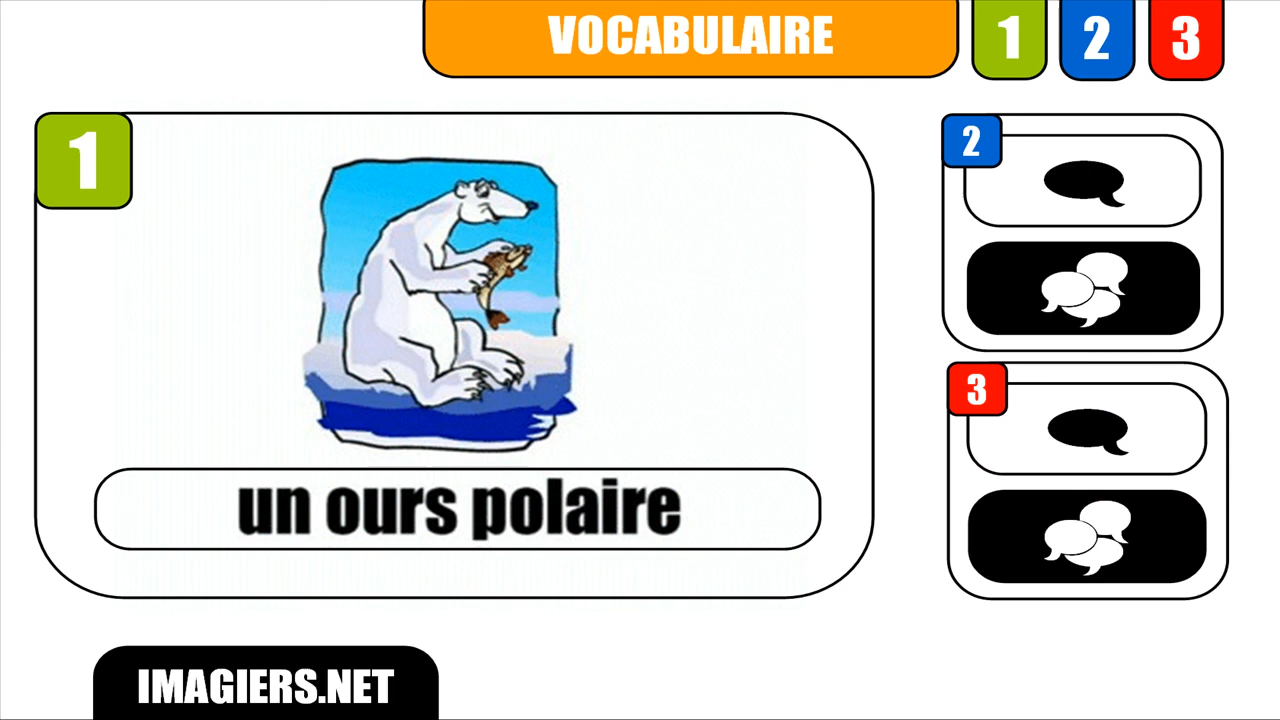 VOCABULAIRE
1 2 3
1
un ours polaire
2
3
IMAGIERS.NET